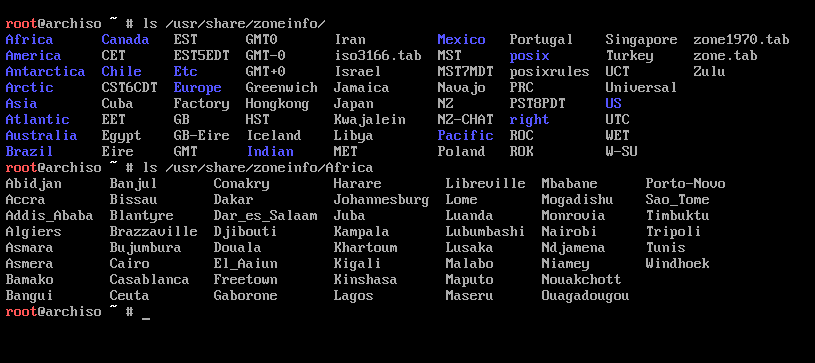 root@archiso ~ # ls /usr/share/zoneinfo/
Africa Canada EST GMT0 Iran Mexico Portugal Singapore zone1970.tab
America CET EST5EDT GMT-0 iso3166.tab MST posix Turkey zone.tab
Antarctica Chile Etc GMT+0 Israel MST7MDT posixrules UCT Zulu
Arctic CST6CDT Europe Greenwich Jamaica Navajo PRC Universal
Asia Cuba Factory Hongkong Japan NZ PST8PDT US
Atlantic EET GB HST Kwajalein NZ-CHAT right UTC
Australia Egypt GB-Eire Iceland Libya Pacific ROC WET
Brazil Eire GMT Indian MET Poland ROK W-SU
root@archiso ~ # ls /usr/share/zoneinfo/Africa
Abidjan Banjul Conakry Harare Libreville Mbabane Porto-Novo
Accra Bissau Dakar Johannesburg Lome Mogadishu Sao_Tome
Addis_Ababa Blantyre Dar_es_Salaam Juba Luanda Monrovia Timbuktu
Algiers Brazzaville Djibouti Kampala Lubumbashi Nairobi Tripoli
Asmara Bujumbura Douala Khartoum Lusaka Ndjamena Tunis
Asmera Cairo El_Aaiun Kigali Malabo Niamey Windhoek
Bamako Casablanca Freetown Kinshasa Maputo Nouakchott
Bangui Ceuta Gaborone Lagos Maseru Ouagadougou
root@archiso ~ # _